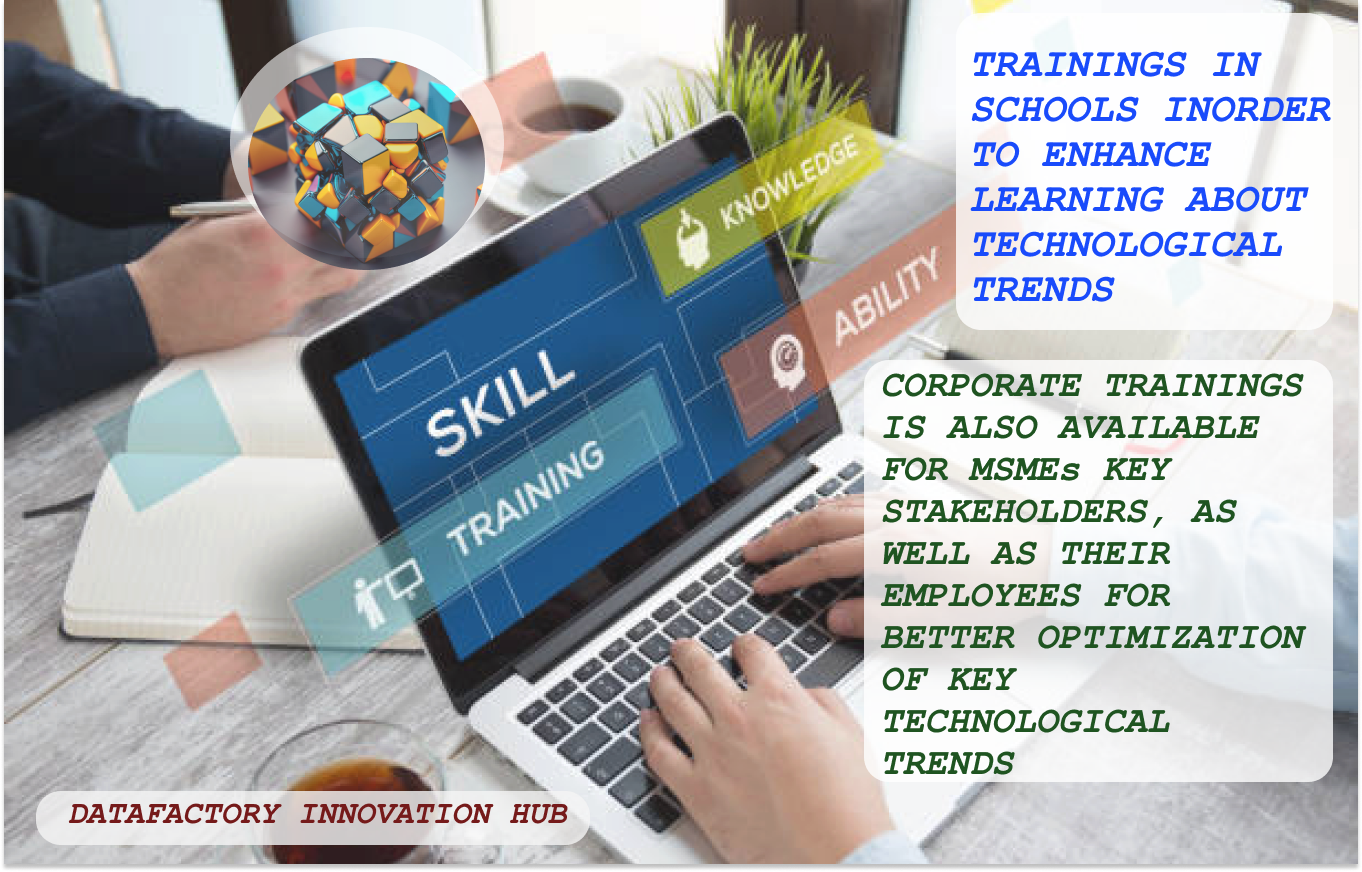 TRAININGS IN
SCHOOLS INORDER
TO ENHANCE
LEARNING ABOUT
TECHNOLOGICAL
TRENDS
KNOWLEDGE
ABILITY
SKILL
TRAINING
CORPORATE TRAININGS
IS ALSO AVAILABLE
FOR MSMEs KEY
STAKEHOLDERS, AS
WELL AS THEIR
EMPLOYEES FOR
BETTER OPTIMIZATION
OF KEY
TECHNOLOGICAL
TRENDS
DATAFACTORY INNOVATION HUB